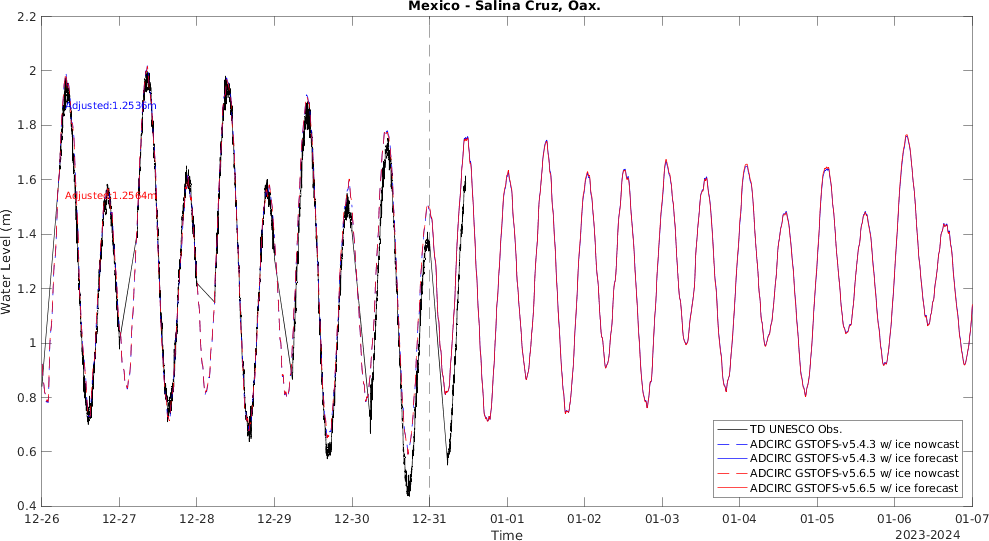 Mexico - Salina Cruz, Oax.
2.2
2
1.8
1.6
1.4
1.2
1
0.8
0.6
0.4
Water Level (m)
Adjusted:1.2536m
Adjusted:1.2564m
TD UNESCO Obs.
ADCIRC GSTOFS-v5.4.3 w/ ice nowcast
ADCIRC GSTOFS-v5.4.3 w/ ice forecast
ADCIRC GSTOFS-v5.6.5 w/ ice nowcast
ADCIRC GSTOFS-v5.6.5 w/ ice forecast
12-26 12-27 12-28 12-29 12-30 12-31 01-01 01-02 01-03 01-04 01-05 01-06 01-07
Time
2023-2024